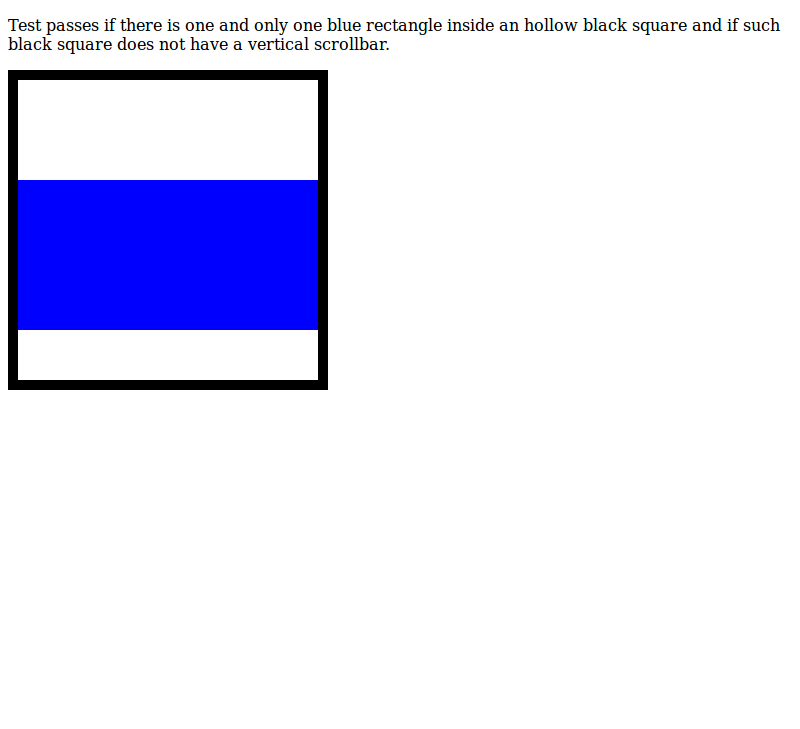 Test passes if there is one and only one blue rectangle inside an hollow black square and if such
black square does not have a vertical scrollbar.